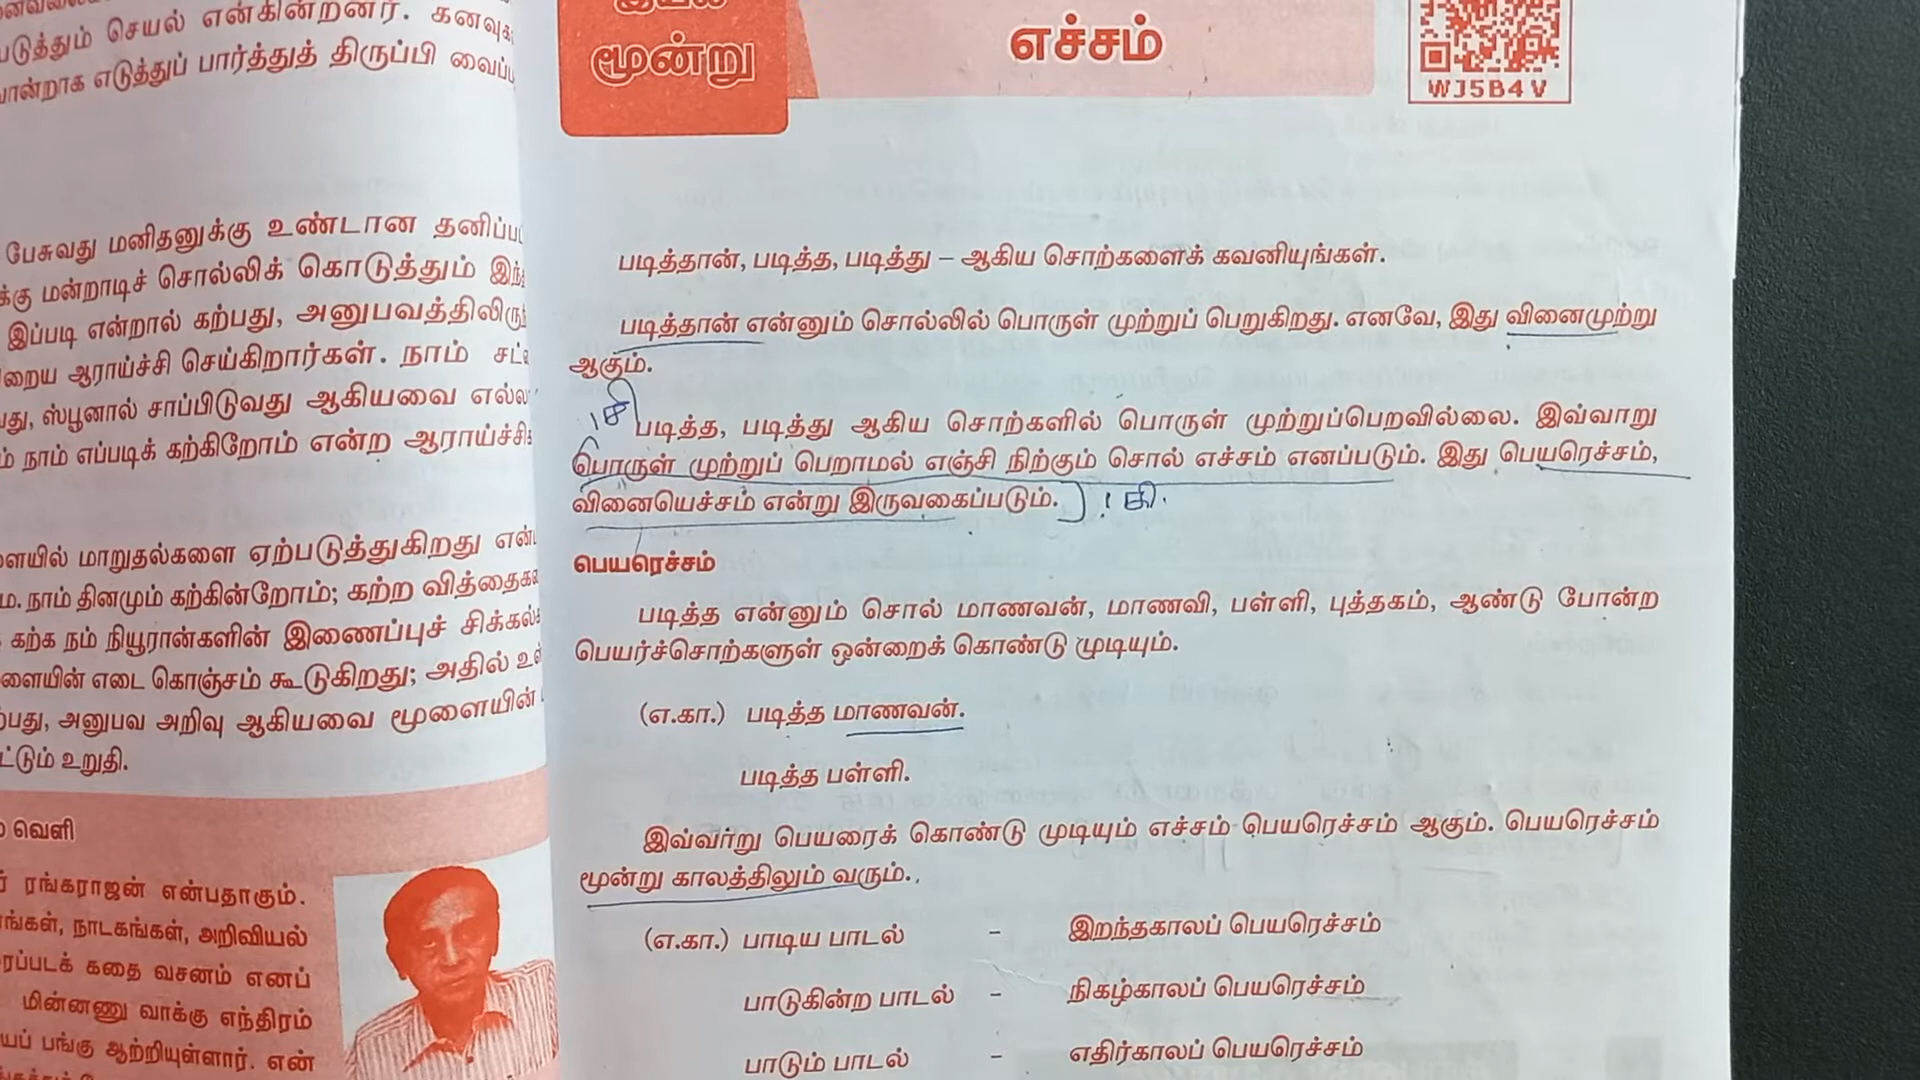 படுத்தும் செயல் என்கின்றனர்.
எடுத்துப் பார்த்துத் திருப்பி
பேசுவது மனிதனுக்கு உண்டான
மன்றாடிச் சொல்லிக் கொடுத்தும்
இப்படி என்றால் கற்பது,
ஆராய்ச்சி செய்கிறார்கள். நாம்
ஸ்பூனால் சாப்பிடுவது ஆகியவை
நாம் எப்படிக் கற்கிறோம் என்ற
மாறுதல்களை ஏற்படுத்துகிறது
நாம் தினமும் கற்கின்றோம்; கற்ற
கற்க நம் நியூரான்களின் இணைப்புச்
எடை கொஞ்சம் கூடுகிறது; அதில்
அனுபவ அறிவு ஆகியவை மூளையின்
உறுதி.
வெளி
ரங்கராஜன் என்பதாகும்.
நாடகங்கள், அறிவியல்
கதை வசனம் எனப்
மின்னணு வாக்கு எந்திரம்
பங்கு ஆற்றியுள்ளார். என்
இயல்
மூன்று
எச்சம்
WJ5B4V
படித்தான், படித்த, படித்து – ஆகிய சொற்களைக் கவனியுங்கள்.
படித்தான் என்னும் சொல்லில் பொருள் முற்றுப் பெறுகிறது. எனவே, இது வினைமுற்று
ஆகும்.
படித்த, படித்து ஆகிய சொற்களில் பொருள் முற்றுப்பெறவில்லை. இவ்வாறு
பொருள் முற்றுப் பெறாமல் எஞ்சி நிற்கும் சொல் எச்சம் எனப்படும். இது பெயரெச்சம்,
வினையெச்சம் என்று இருவகைப்படும்.
பெயரெச்சம்
படித்த என்னும் சொல் மாணவன், மாணவி, பள்ளி, புத்தகம், ஆண்டு போன்ற
பெயர்ச்சொற்களுள் ஒன்றைக் கொண்டு முடியும்.
(எ.கா.) படித்த மாணவன்.
படித்த பள்ளி.
இவ்வாறு பெயரைக் கொண்டு முடியும் எச்சம் பெயரெச்சம் ஆகும். பெயரெச்சம்
மூன்று காலத்திலும் வரும்.
(எ.கா.) பாடிய பாடல் - இறந்தகாலப் பெயரெச்சம்
பாடுகின்ற பாடல் - நிகழ்காலப் பெயரெச்சம்
பாடும் பாடல் - எதிர்காலப் பெயரெச்சம்